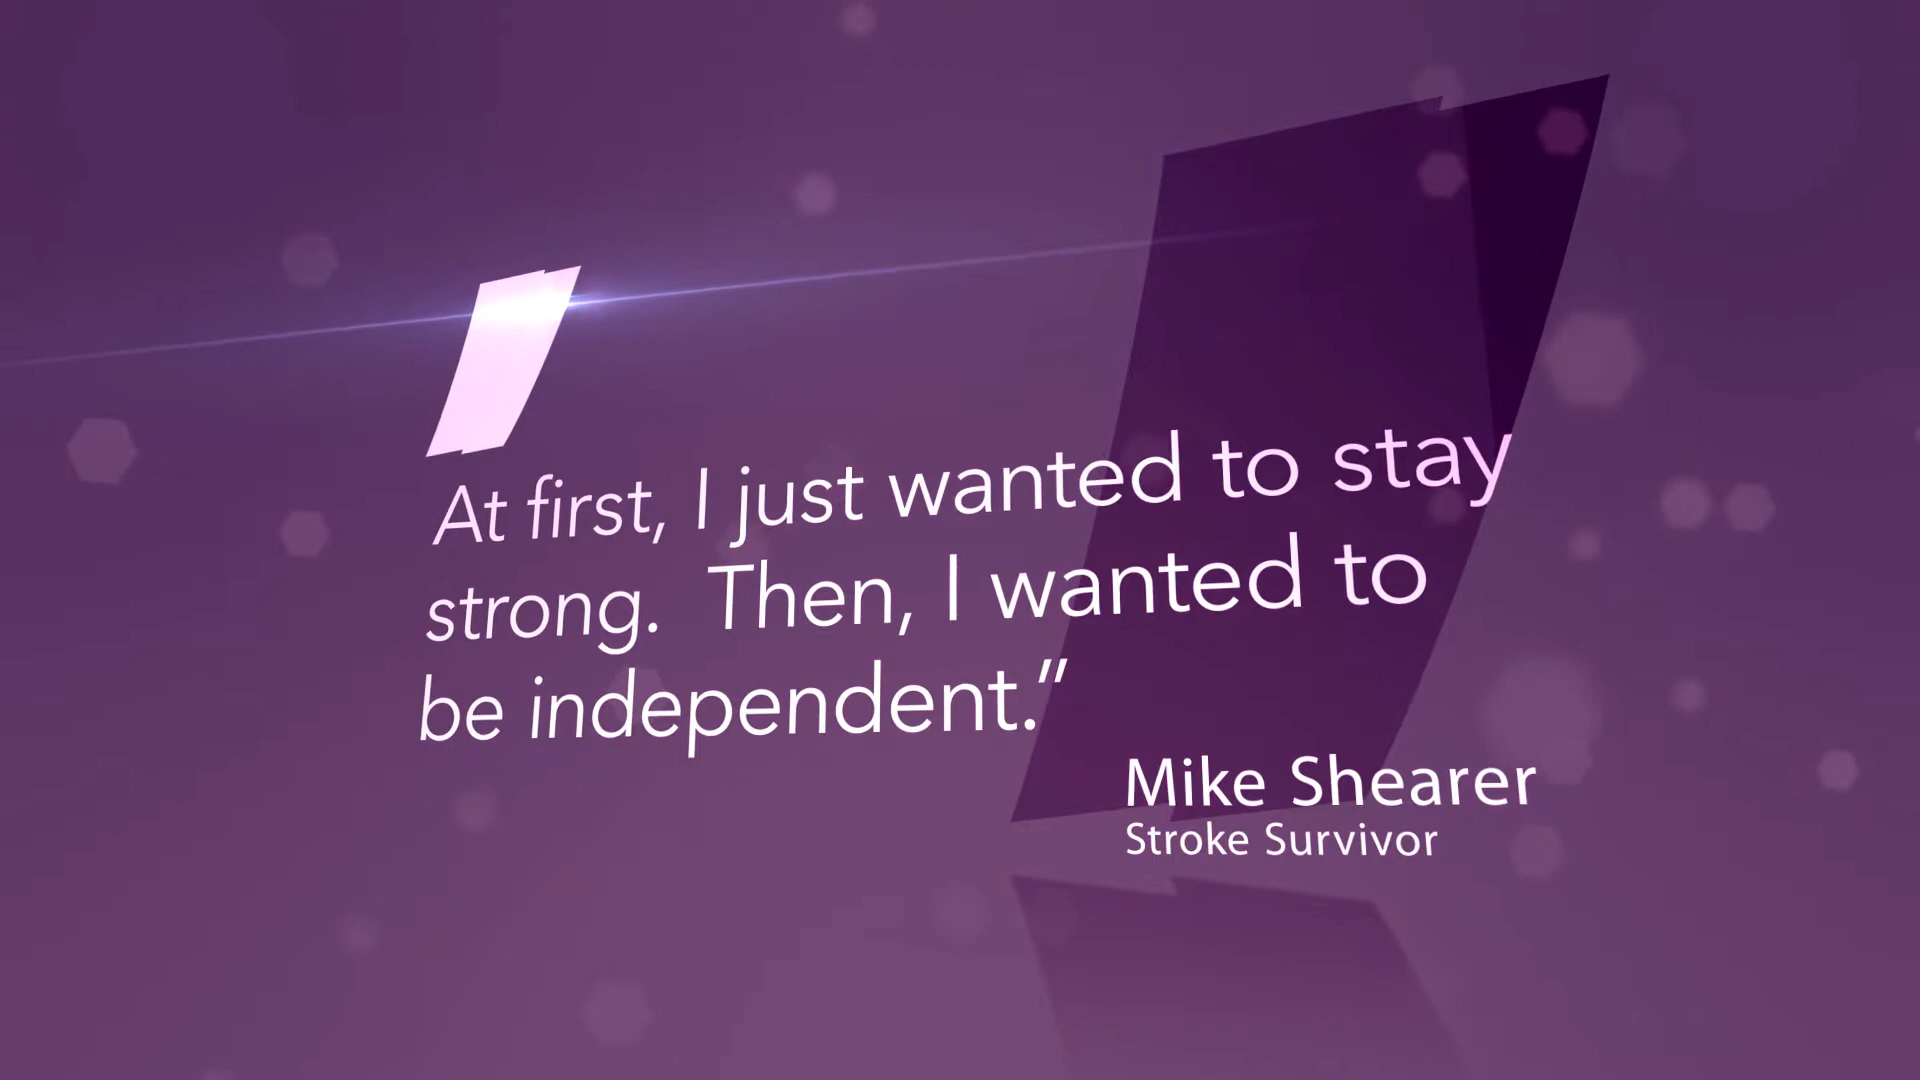 At first, I just wanted to stay
strong.  Then, I wanted to
be independent.”
Mike Shearer
Stroke Survivor